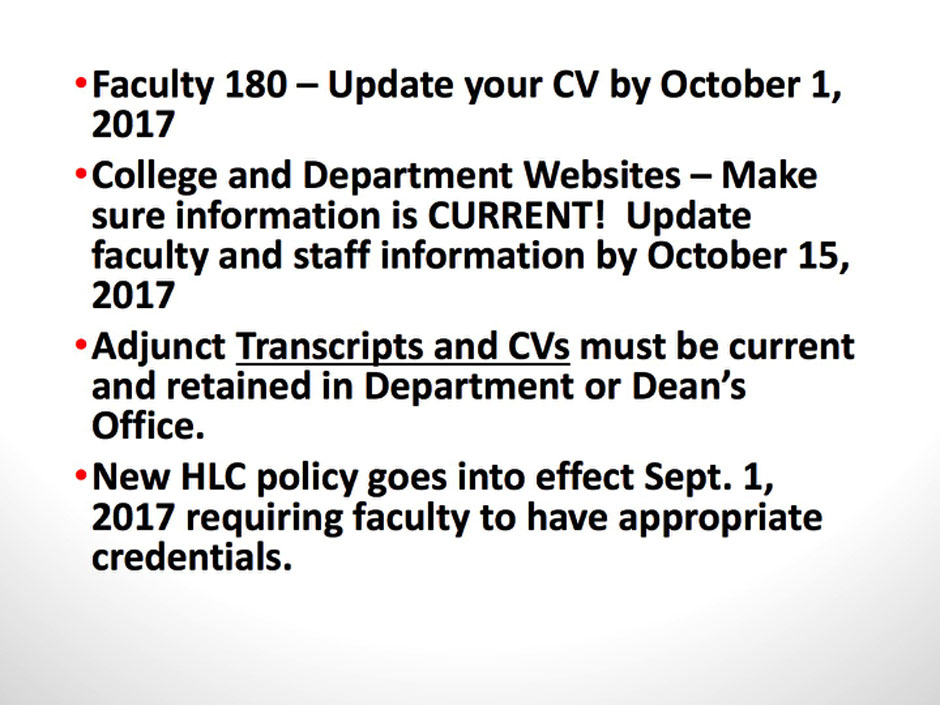 •Faculty 180 – Update your CV by October 1,
2017
•College and Department Websites – Make
sure information is CURRENT!  Update
faculty and staff information by October 15,
2017
•Adjunct Transcripts and CVs must be current
and retained in Department or Dean’s
Office.
•New HLC policy goes into effect Sept. 1,
2017 requiring faculty to have appropriate
credentials.